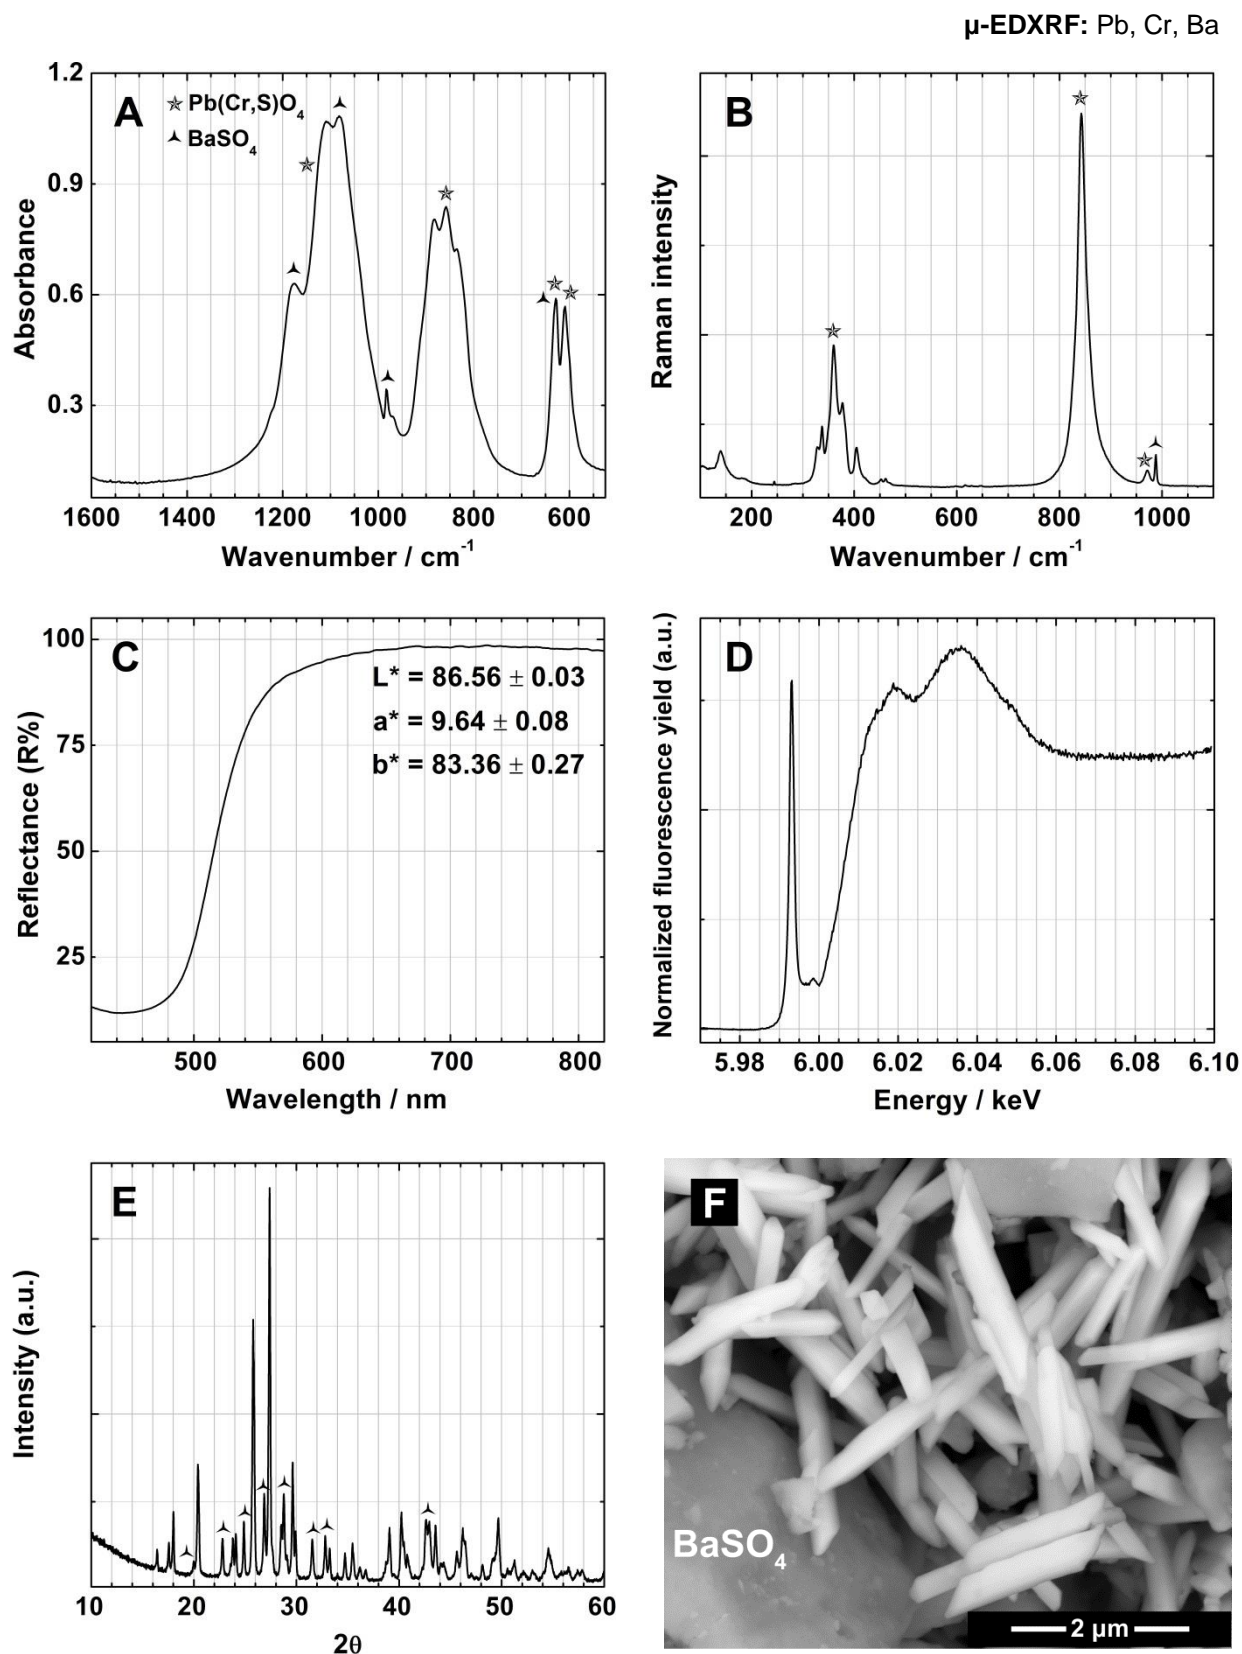 µ-EDXRF: Pb, Cr, Ba
A
Pb(Cr,S)O₄
BaSO₄
Absorbance
1.2
0.9
0.6
0.3
1600 1400 1200 1000 800 600
Wavenumber / cm⁻¹
B
Raman intensity
200 400 600 800 1000
Wavenumber / cm⁻¹
C
L* = 86.56 ± 0.03
a* = 9.64 ± 0.08
b* = 83.36 ± 0.27
Reflectance (R%)
100
75
50
25
500 600 700 800
Wavelength / nm
D
Normalized fluorescence yield (a.u.)
5.98 6.00 6.02 6.04 6.06 6.08 6.10
Energy / keV
E
Intensity (a.u.)
10 20 30 40 50 60
2θ
F
BaSO₄
2 µm